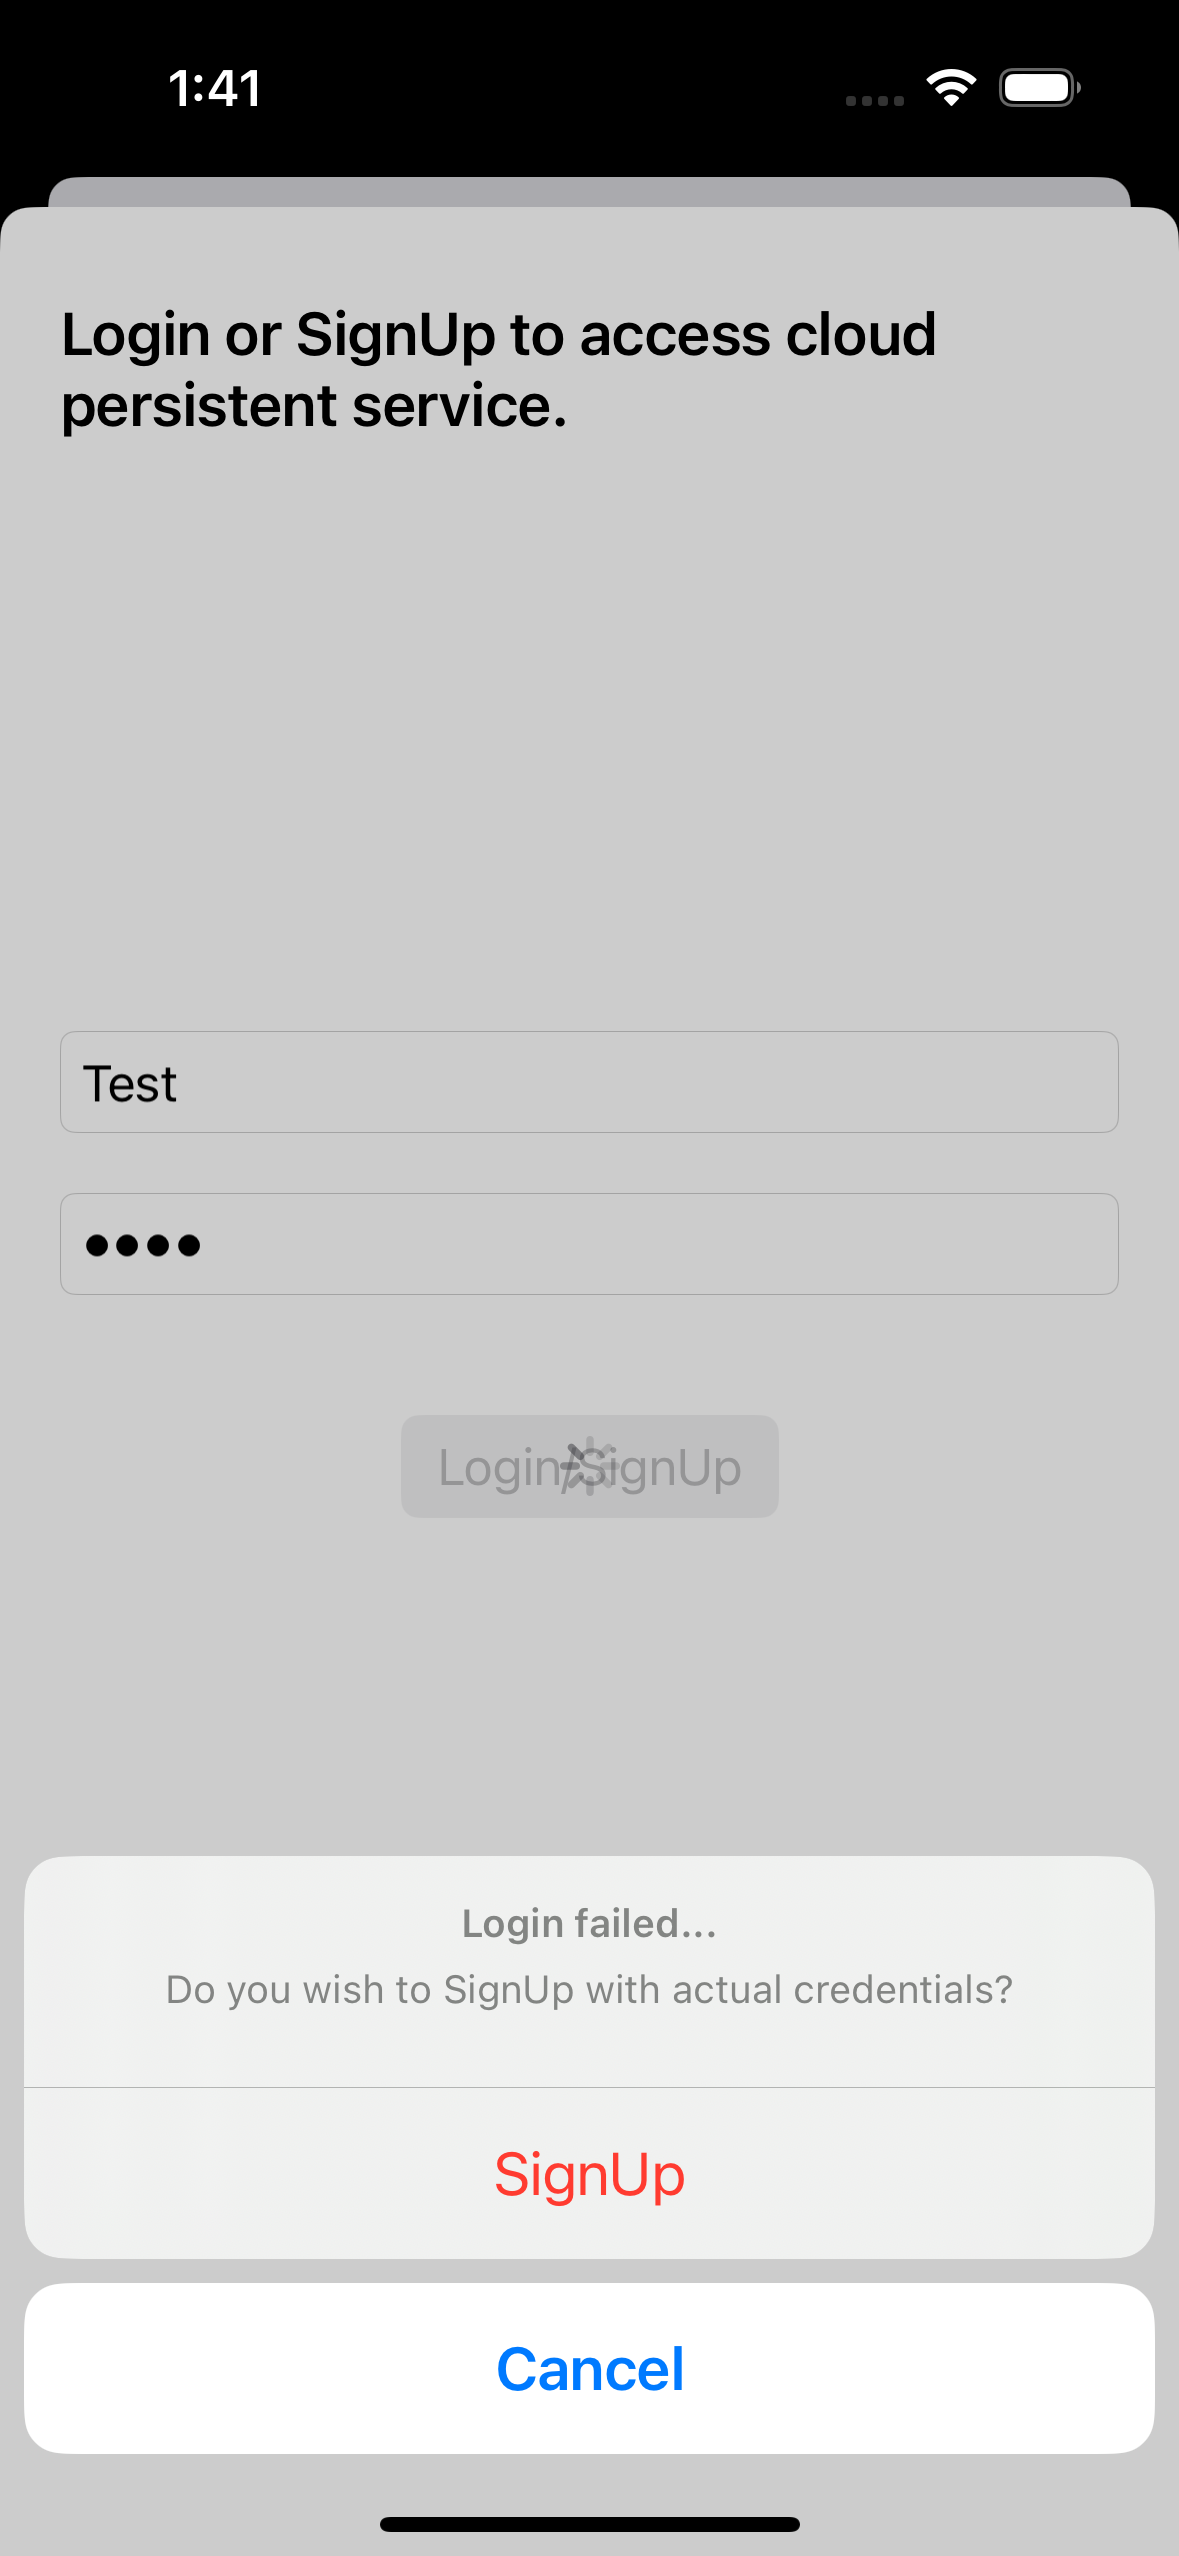 1:41
Login or SignUp to access cloud
persistent service.
Test
••••
Login/SignUp
Login failed...
Do you wish to SignUp with actual credentials?
SignUp
Cancel